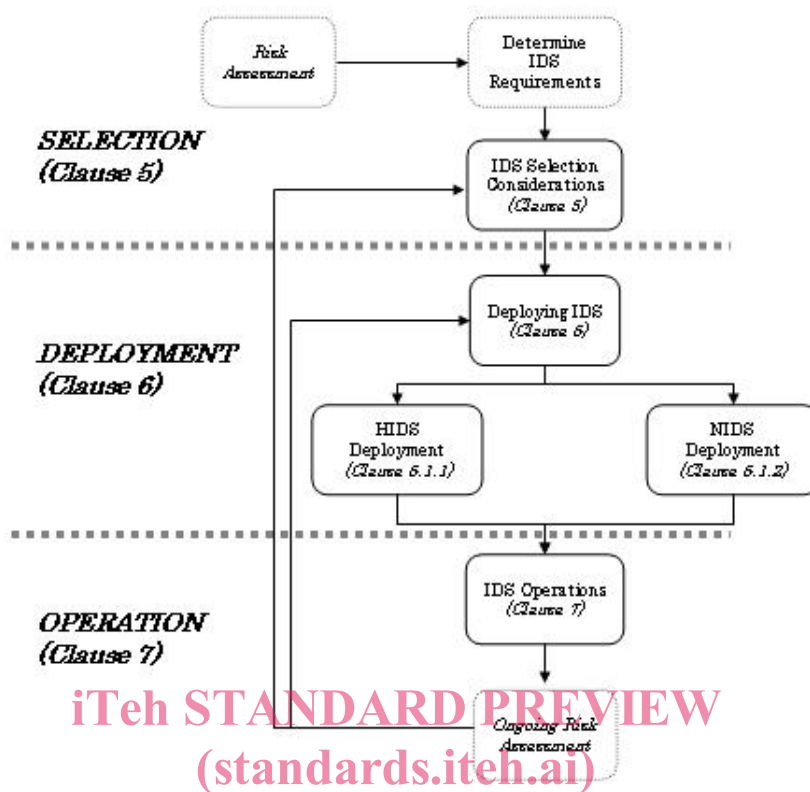 Risk
Assessment
Determine
IDS
Requirements
SELECTION
(Clause 5)
IDS Selection
Considerations
(Clause 5)
Deploying IDS
(Clause 6)
DEPLOYMENT
(Clause 6)
HIDS
Deployment
(Clause 6.1.1)
NIDS
Deployment
(Clause 6.1.2)
IDS Operations
(Clause 7)
OPERATION
(Clause 7)
iTeh STANDARD PREVIEW
Ongoing Risk
Assessment
(standards.iteh.ai)